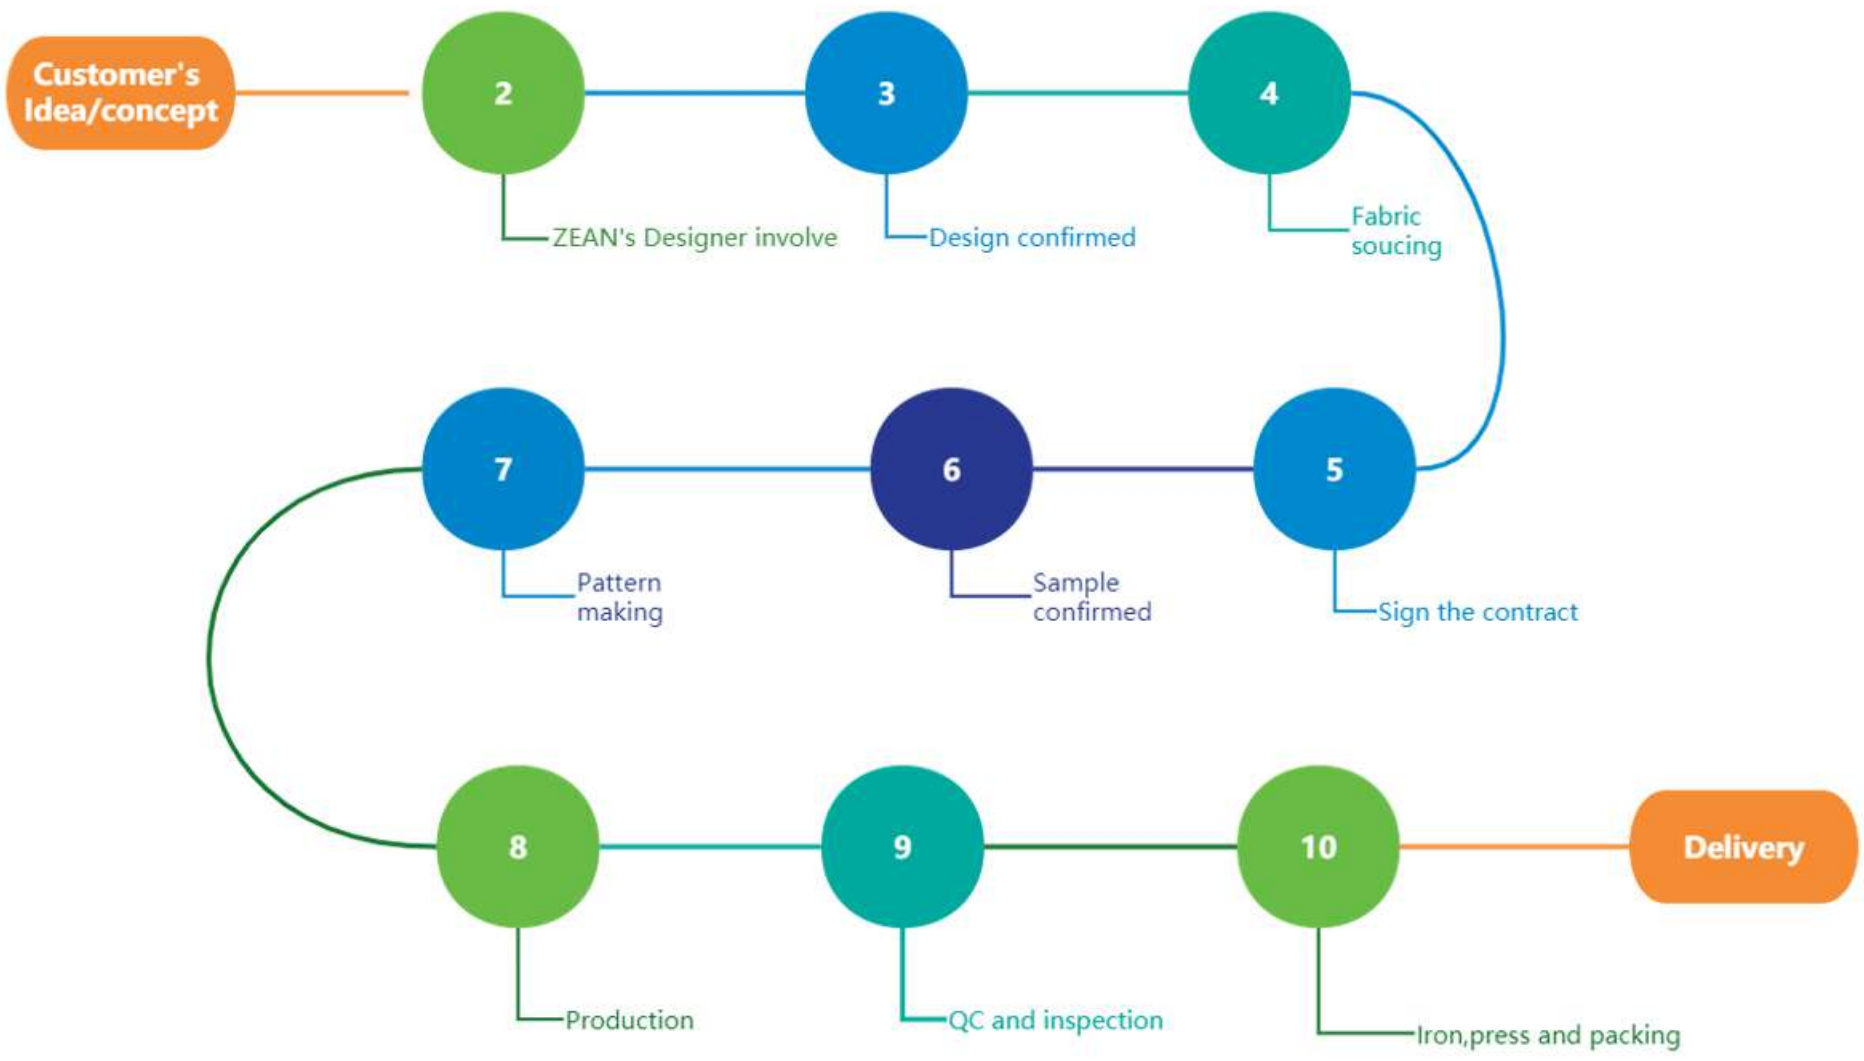 Customer's
Idea/concept
2
3
4
ZEAN's Designer involve
Design confirmed
Fabric
soucing
7
6
5
Pattern
making
Sample
confirmed
Sign the contract
8
9
10
Delivery
Production
QC and inspection
Iron,press and packing